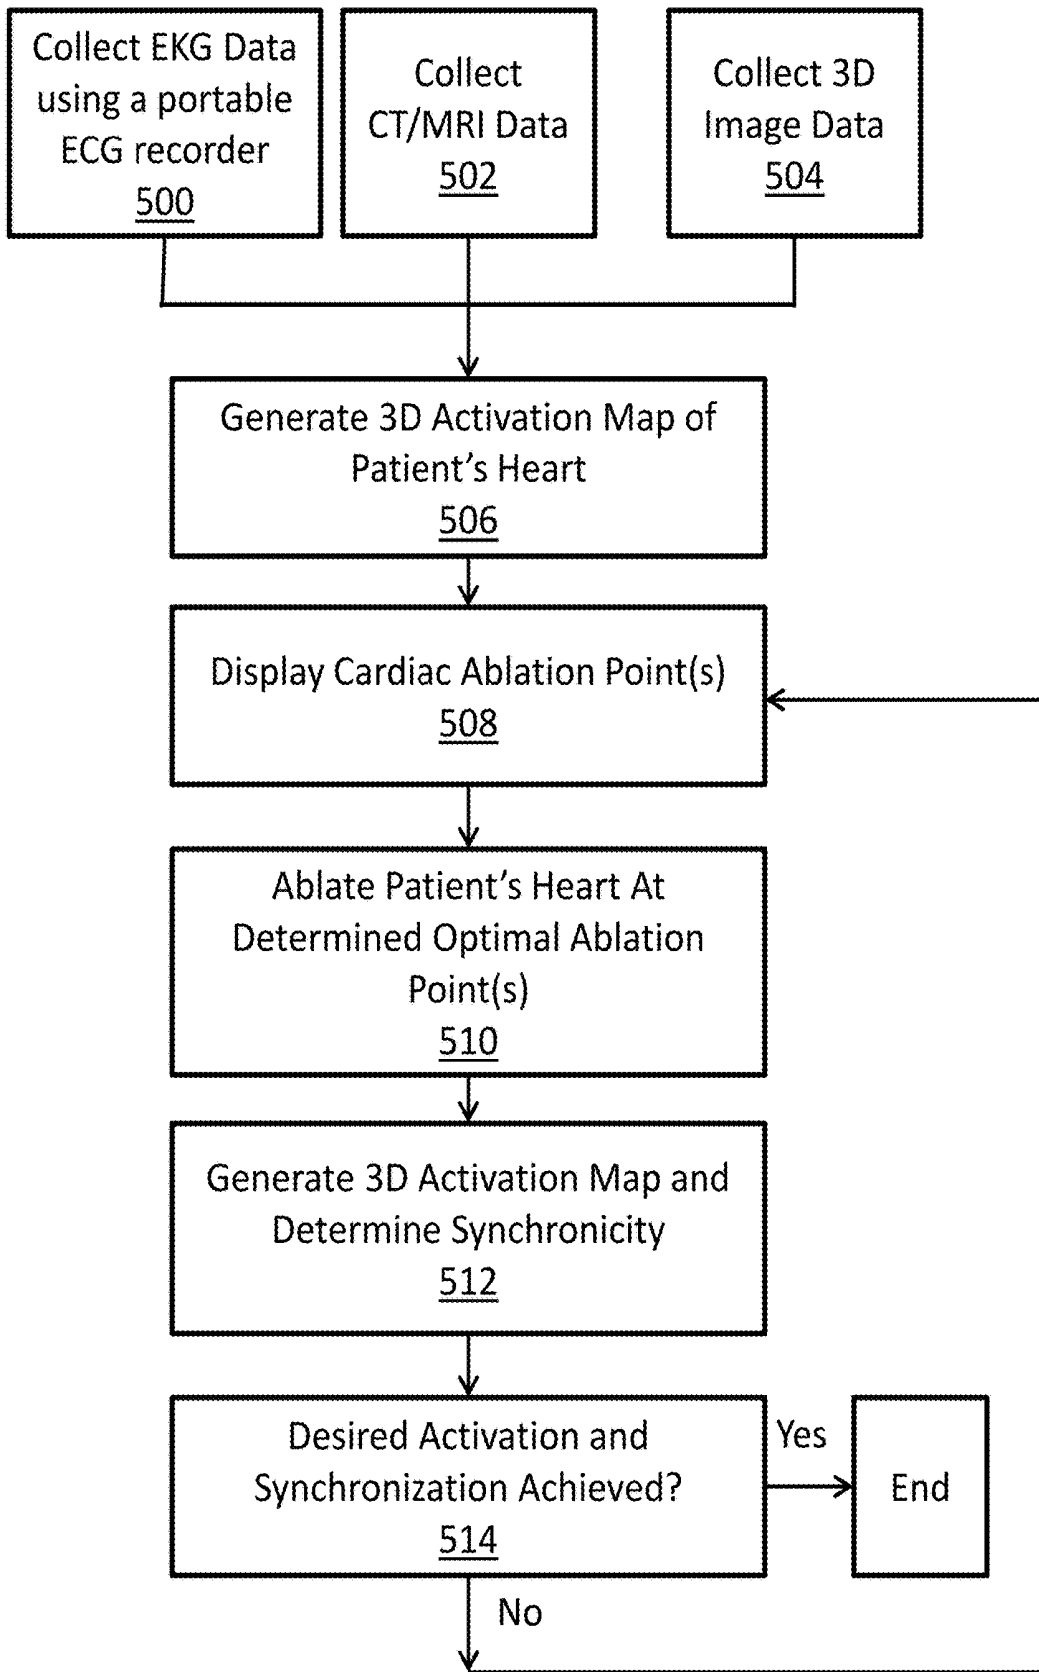 Collect EKG Data
using a portable
ECG recorder
500
Collect
CT/MRI Data
502
Collect 3D
Image Data
504
Generate 3D Activation Map of
Patient's Heart
506
Display Cardiac Ablation Point(s)
508
Ablate Patient's Heart At
Determined Optimal Ablation
Point(s)
510
Generate 3D Activation Map and
Determine Synchronicity
512
Desired Activation and
Synchronization Achieved?
514
Yes
End
No